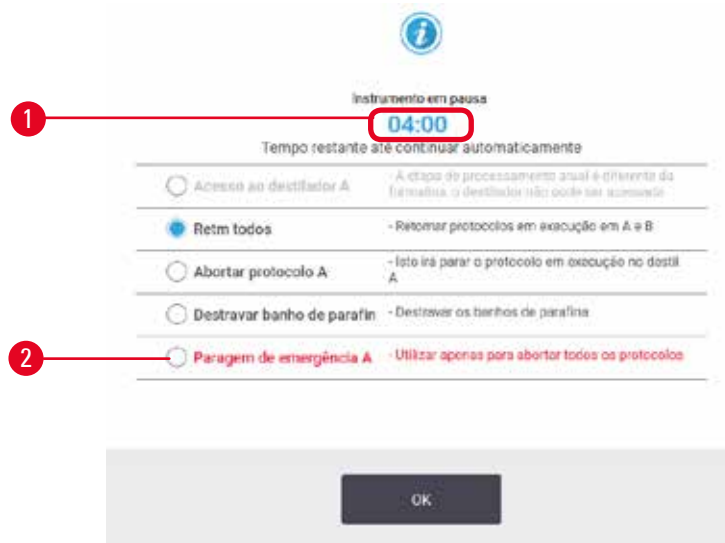 i
Instrumento em pausa
1
04:00
Tempo restante até continuar automaticamente
Acesso ao destilador A
- A etapa de processamento atual é diferente da
formalina, o destilador não pode ser acessado
Retm todos
- Retomar protocolos em execução em A e B
Abortar protocolo A
- Isto irá parar o protocolo em execução no destil
A
Destravar banho de parafin
- Destravar os banhos de parafina
2
Paragem de emergência A
- Utilizar apenas para abortar todos os protocolos
OK